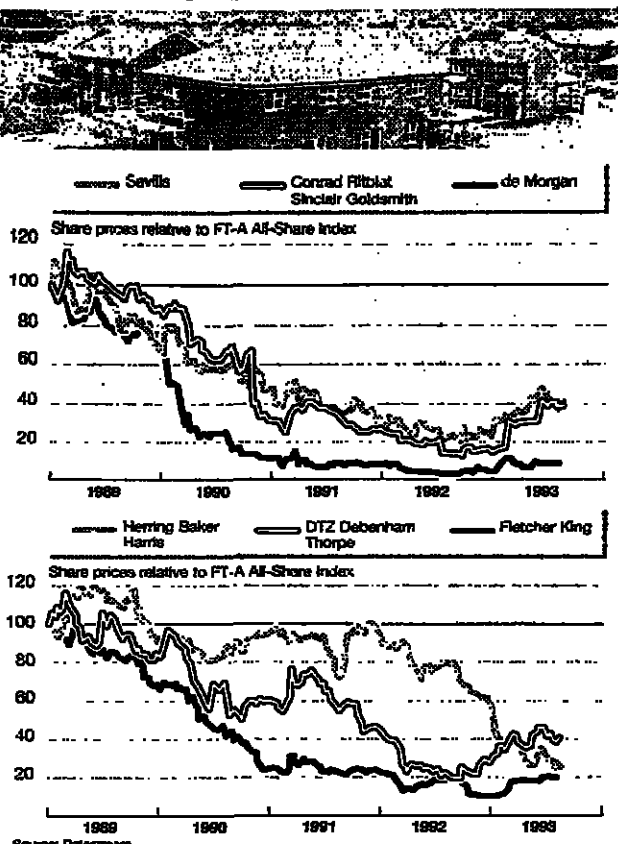 Savills Conrad Ritblat de Morgan
Sinclair Goldsmith
Share prices relative to FT-A All-Share Index
120
100
80
60
40
20
1989 1990 1991 1992 1993
Herring Baker DTZ Debenham Fletcher King
Harris Thorpe
Share prices relative to FT-A All-Share Index
120
100
80
60
40
20
1989 1990 1991 1992 1993
Source: Datastream